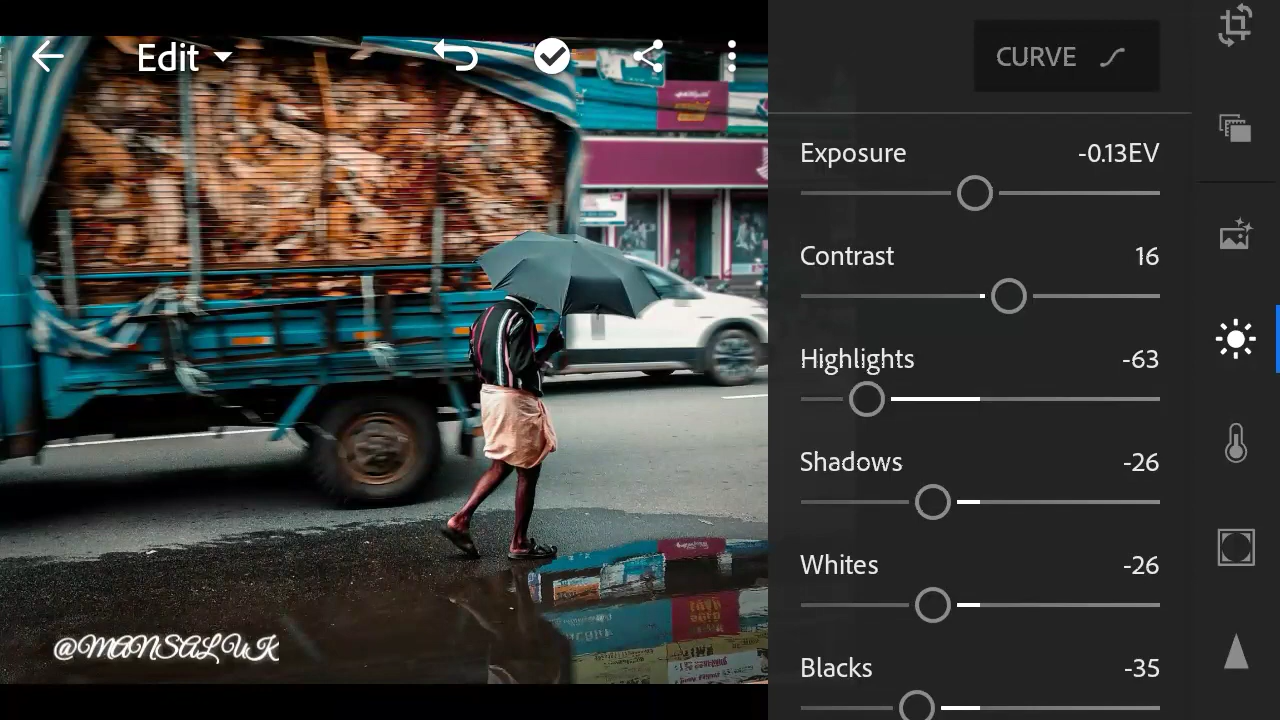 Edit
CURVE
Exposure -0.13EV
Contrast 16
Highlights -63
Shadows -26
Whites -26
Blacks -35
@MANSALUK